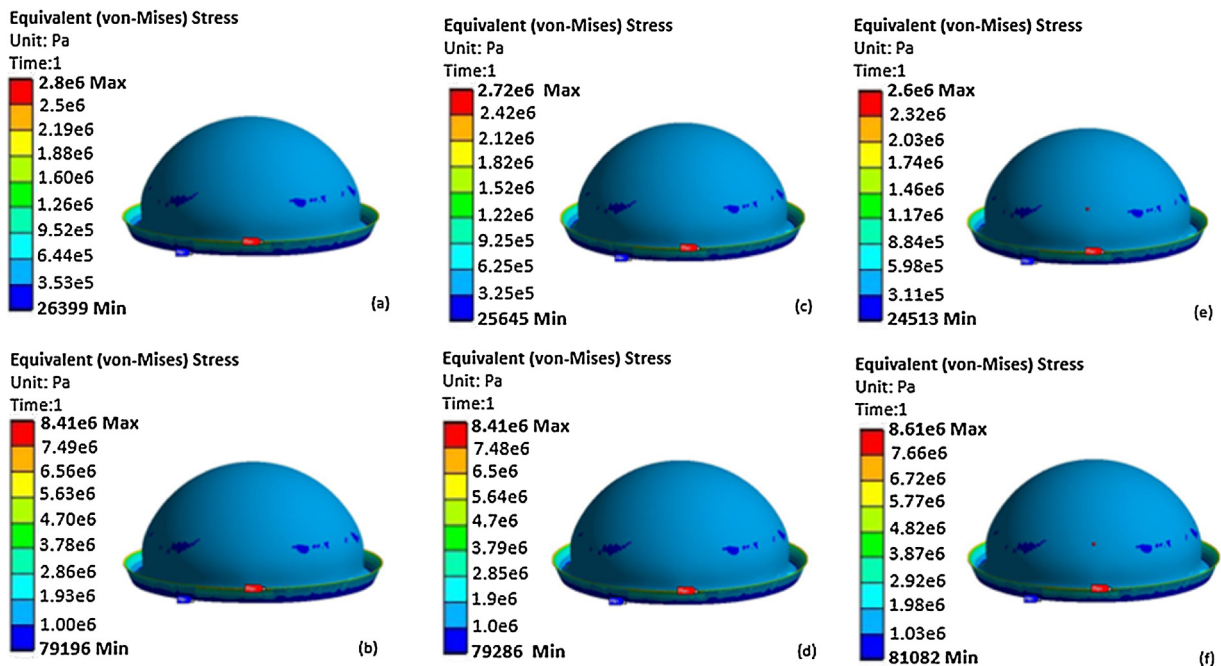 Equivalent (von-Mises) Stress
Unit: Pa
Time:1
2.8e6 Max
2.5e6
2.19e6
1.88e6
1.60e6
1.26e6
9.52e5
6.44e5
3.53e5
26399 Min
(a)
Equivalent (von-Mises) Stress
Unit: Pa
Time:1
2.72e6 Max
2.42e6
2.12e6
1.82e6
1.52e6
1.22e6
9.25e5
6.25e5
3.25e5
25645 Min
(c)
Equivalent (von-Mises) Stress
Unit: Pa
Time:1
2.6e6 Max
2.32e6
2.03e6
1.74e6
1.46e6
1.17e6
8.84e5
5.98e5
3.11e5
24513 Min
(e)
Equivalent (von-Mises) Stress
Unit: Pa
Time:1
8.41e6 Max
7.49e6
6.56e6
5.63e6
4.70e6
3.78e6
2.86e6
1.93e6
1.00e6
79196 Min
(b)
Equivalent (von-Mises) Stress
Unit: Pa
Time:1
8.41e6 Max
7.48e6
6.5e6
5.64e6
4.7e6
3.79e6
2.85e6
1.9e6
1.0e6
79286 Min
(d)
Equivalent (von-Mises) Stress
Unit: Pa
Time:1
8.61e6 Max
7.66e6
6.72e6
5.77e6
4.82e6
3.87e6
2.92e6
1.98e6
1.03e6
81082 Min
(f)